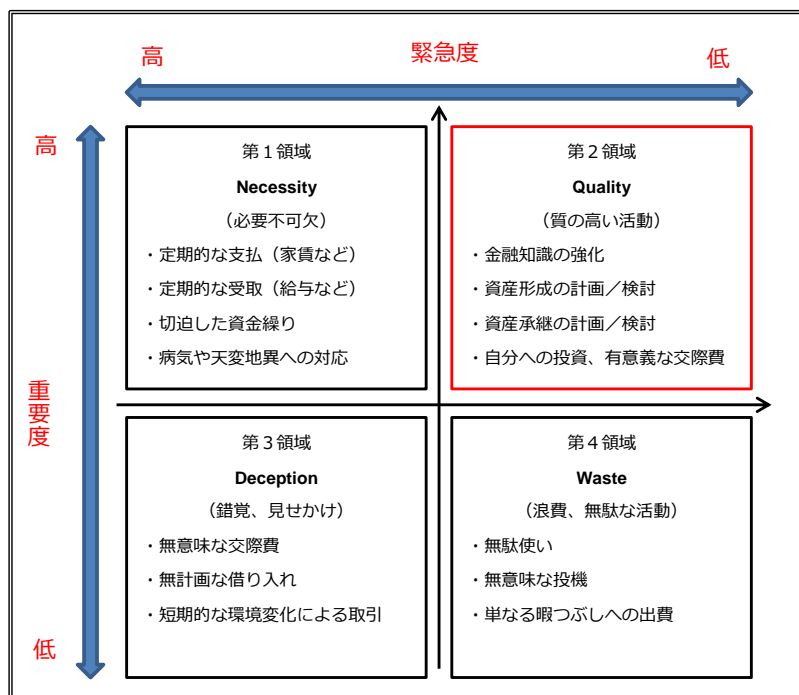 緊急度
高
低
高
重要度
低
第１領域
Necessity
（必要不可欠）
・定期的な支払（家賃など）
・定期的な受取（給与など）
・切迫した資金繰り
・病気や天変地異への対応
第２領域
Quality
（質の高い活動）
・金融知識の強化
・資産形成の計画／検討
・資産承継の計画／検討
・自分への投資、有意義な交際費
第３領域
Deception
（錯覚、見せかけ）
・無意味な交際費
・無計画な借り入れ
・短期的な環境変化による取引
第４領域
Waste
（浪費、無駄な活動）
・無駄使い
・無意味な投機
・単なる暇つぶしへの出費